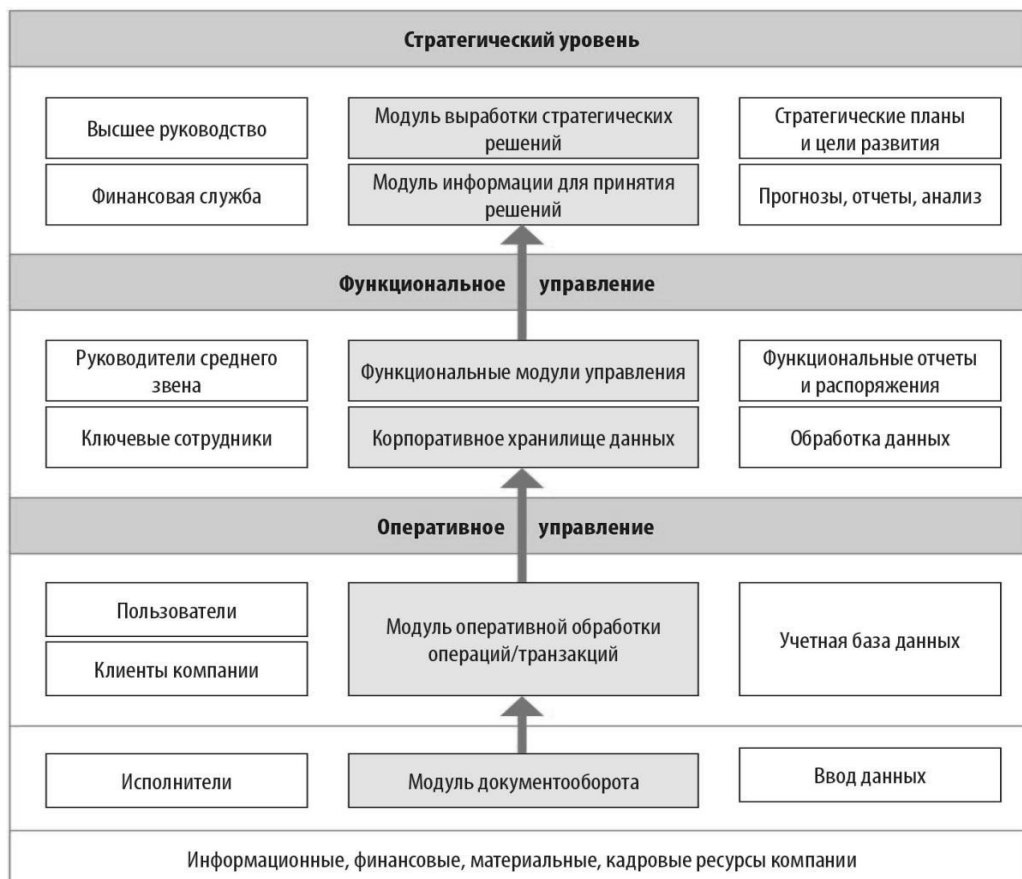 Стратегический уровень
Высшее руководство
Модуль выработки стратегических
решений
Стратегические планы
и цели развития
Финансовая служба
Модуль информации для принятия
решений
Прогнозы, отчеты, анализ
Функциональное управление
Руководители среднего
звена
Функциональные модули управления
Функциональные отчеты
и распоряжения
Ключевые сотрудники
Корпоративное хранилище данных
Обработка данных
Оперативное управление
Пользователи
Клиенты компании
Модуль оперативной обработки
операций/транзакций
Учетная база данных
Исполнители
Модуль документооборота
Ввод данных
Информационные, финансовые, материальные, кадровые ресурсы компании